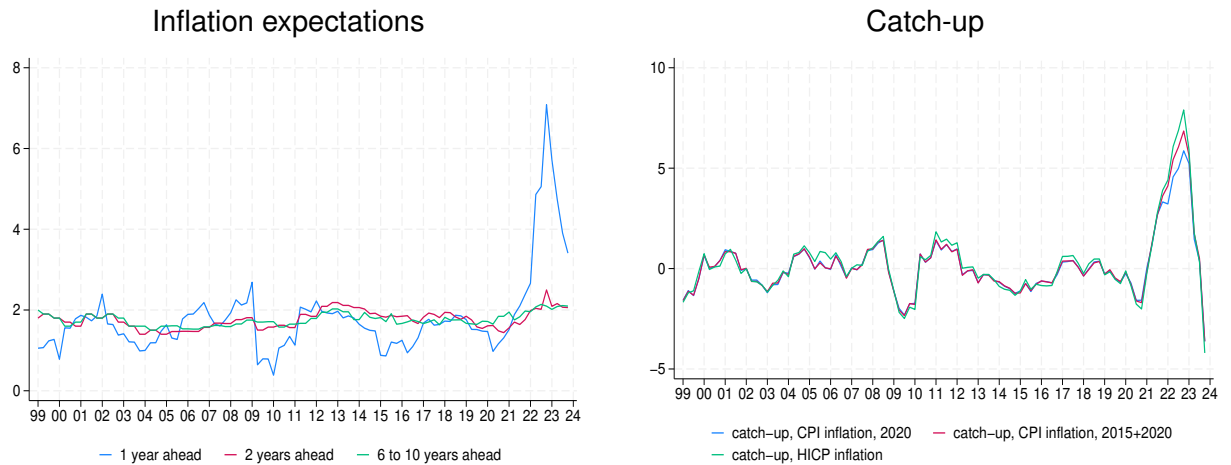 Inflation expectations
8
6
4
2
0
99 00 01 02 03 04 05 06 07 08 09 10 11 12 13 14 15 16 17 18 19 20 21 22 23 24
1 year ahead 2 years ahead 6 to 10 years ahead
Catch-up
10
5
0
−5
99 00 01 02 03 04 05 06 07 08 09 10 11 12 13 14 15 16 17 18 19 20 21 22 23 24
catch−up, CPI inflation, 2020 catch−up, CPI inflation, 2015+2020
catch−up, HICP inflation